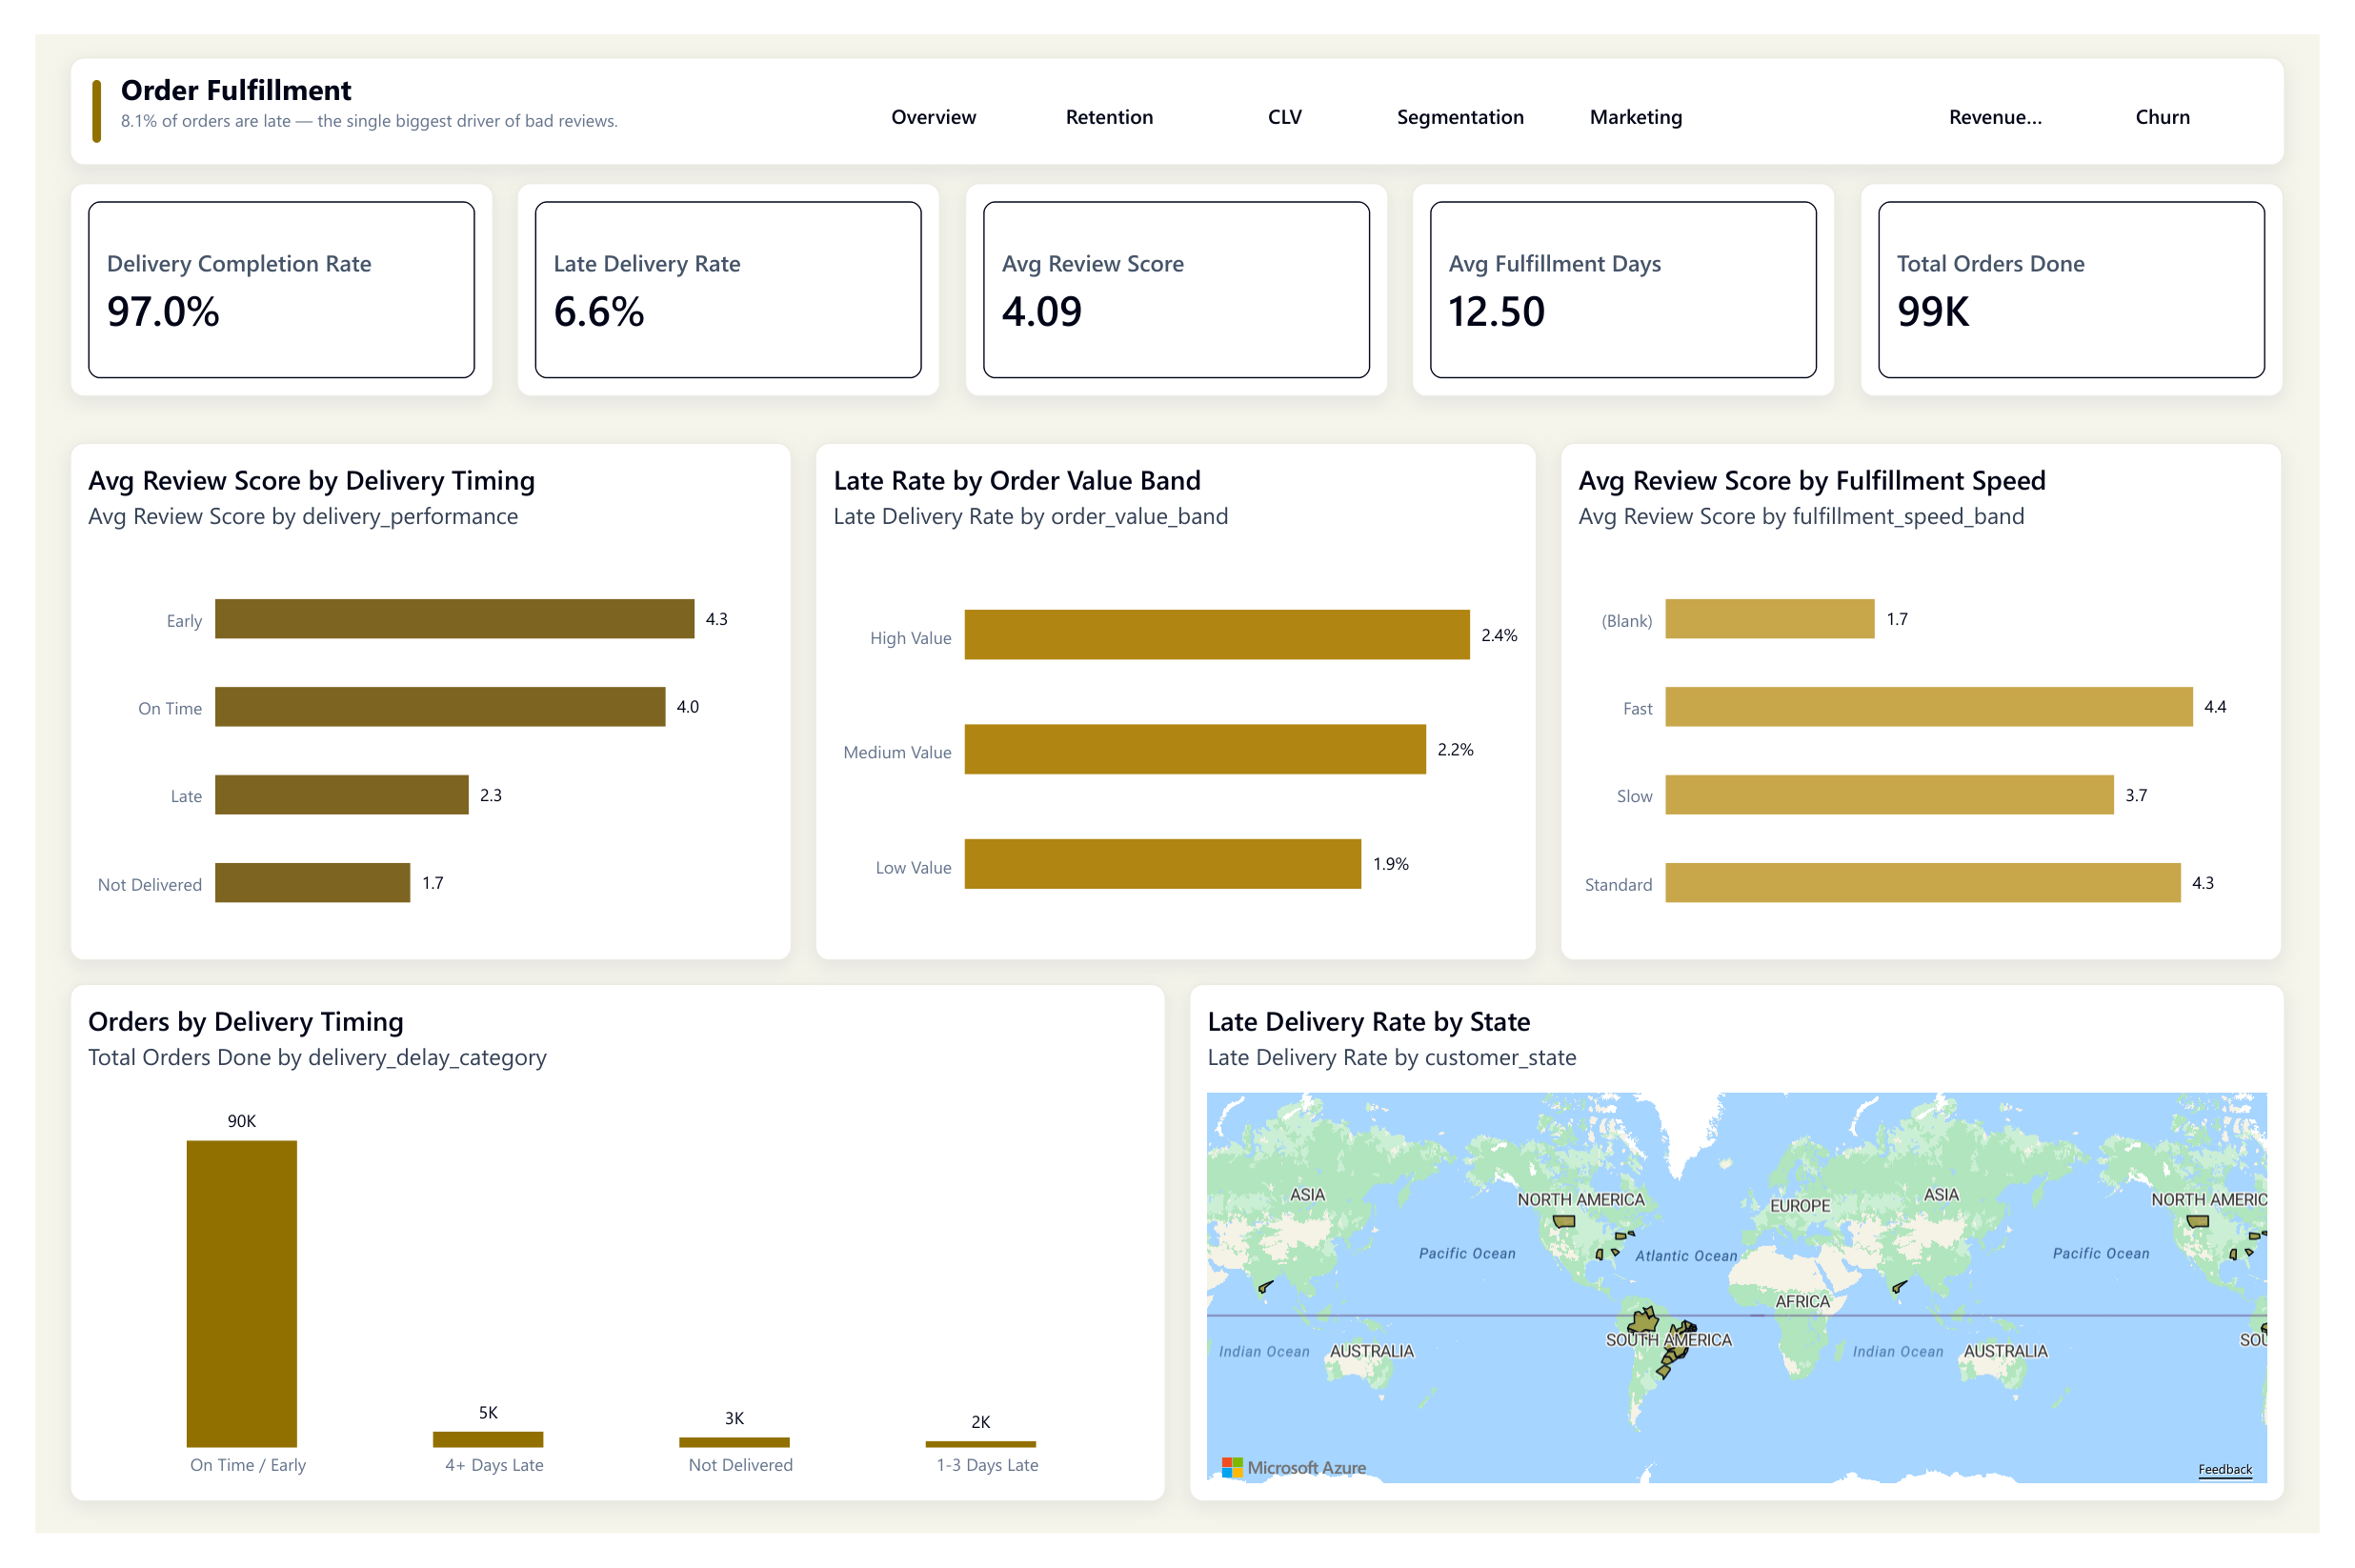 Order Fulfillment
8.1% of orders are late — the single biggest driver of bad reviews.
Overview
Retention
CLV
Segmentation
Marketing
Revenue...
Churn
Delivery Completion Rate
97.0%
Late Delivery Rate
6.6%
Avg Review Score
4.09
Avg Fulfillment Days
12.50
Total Orders Done
99K
Avg Review Score by Delivery Timing
Avg Review Score by delivery_performance
Early
4.3
On Time
4.0
Late
2.3
Not Delivered
1.7
Late Rate by Order Value Band
Late Delivery Rate by order_value_band
High Value
2.4%
Medium Value
2.2%
Low Value
1.9%
Avg Review Score by Fulfillment Speed
Avg Review Score by fulfillment_speed_band
(Blank)
1.7
Fast
4.4
Slow
3.7
Standard
4.3
Orders by Delivery Timing
Total Orders Done by delivery_delay_category
90K
5K
3K
2K
On Time / Early
4+ Days Late
Not Delivered
1-3 Days Late
Late Delivery Rate by State
Late Delivery Rate by customer_state
ASIA
NORTH AMERICA
EUROPE
ASIA
NORTH AMERIC
Pacific Ocean
Atlantic Ocean
Pacific Ocean
AFRICA
SOUTH AMERICA
SOU
Indian Ocean
AUSTRALIA
Indian Ocean
AUSTRALIA
Microsoft Azure
Feedback